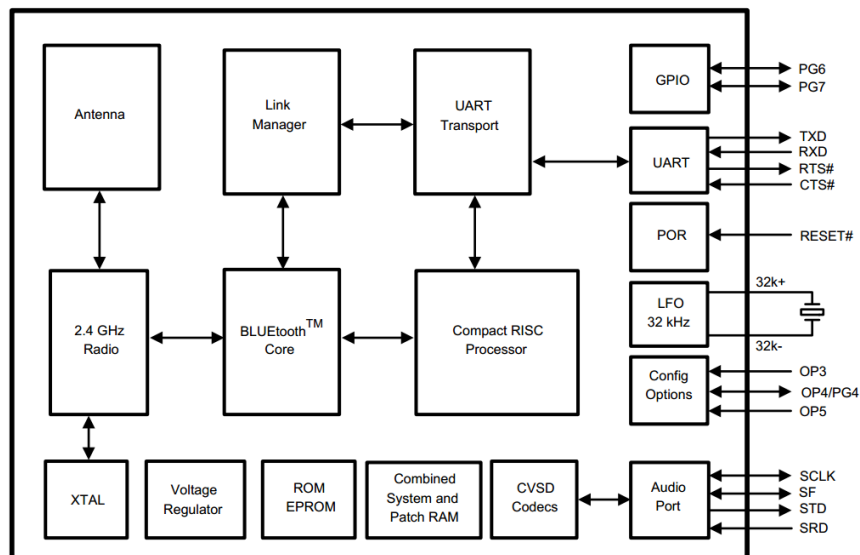 Antenna
Link
Manager
UART
Transport
GPIO
PG6
PG7
UART
TXD
RXD
RTS#
CTS#
POR
RESET#
2.4 GHz
Radio
BLUEtooth™
Core
Compact RISC
Processor
LFO
32 kHz
32k+
32k-
Config
Options
OP3
OP4/PG4
OP5
XTAL
Voltage
Regulator
ROM
EPROM
Combined
System and
Patch RAM
CVSD
Codecs
Audio
Port
SCLK
SF
STD
SRD